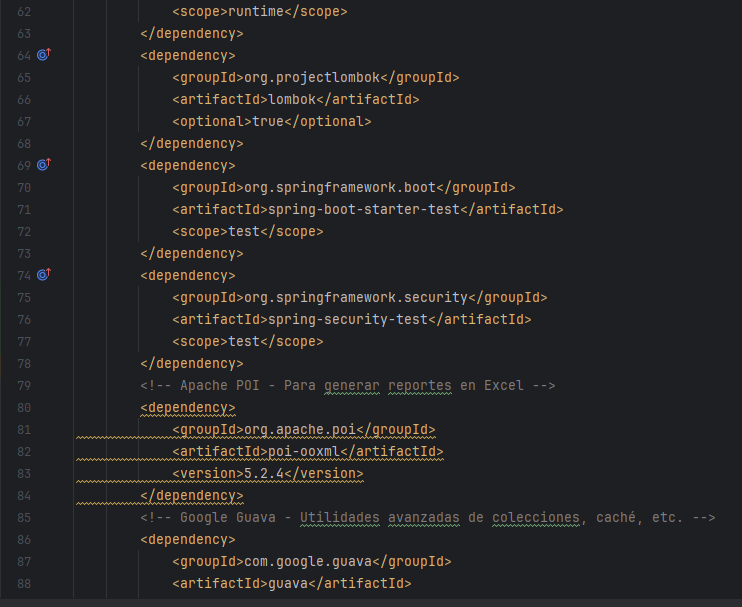 62 <scope>runtime</scope>
63 </dependency>
64 <dependency>
65 <groupId>org.projectlombok</groupId>
66 <artifactId>lombok</artifactId>
67 <optional>true</optional>
68 </dependency>
69 <dependency>
70 <groupId>org.springframework.boot</groupId>
71 <artifactId>spring-boot-starter-test</artifactId>
72 <scope>test</scope>
73 </dependency>
74 <dependency>
75 <groupId>org.springframework.security</groupId>
76 <artifactId>spring-security-test</artifactId>
77 <scope>test</scope>
78 </dependency>
79 <!-- Apache POI - Para generar reportes en Excel -->
80 <dependency>
81 <groupId>org.apache.poi</groupId>
82 <artifactId>poi-ooxml</artifactId>
83 <version>5.2.4</version>
84 </dependency>
85 <!-- Google Guava - Utilidades avanzadas de colecciones, caché, etc. -->
86 <dependency>
87 <groupId>com.google.guava</groupId>
88 <artifactId>guava</artifactId>